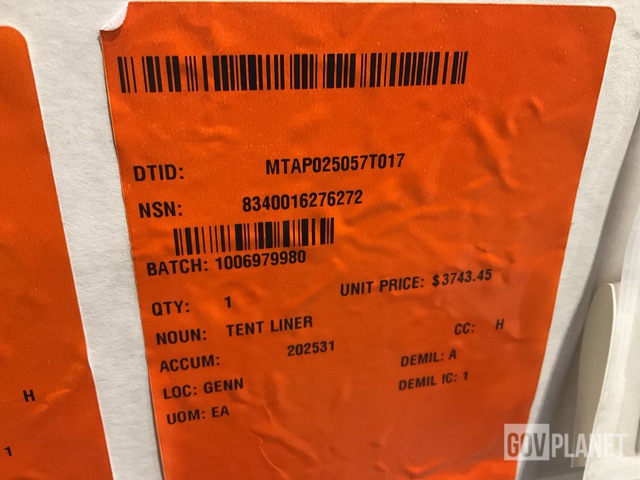 DTID: MTAP025057T017
NSN: 8340016276272
BATCH: 1006979980
QTY: 1 UNIT PRICE: $3743.45
NOUN: TENT LINER CC: H
ACCUM: 202531
LOC: GENN DEMIL: A
UOM: EA DEMIL IC: 1
H
1
GOVPLANET